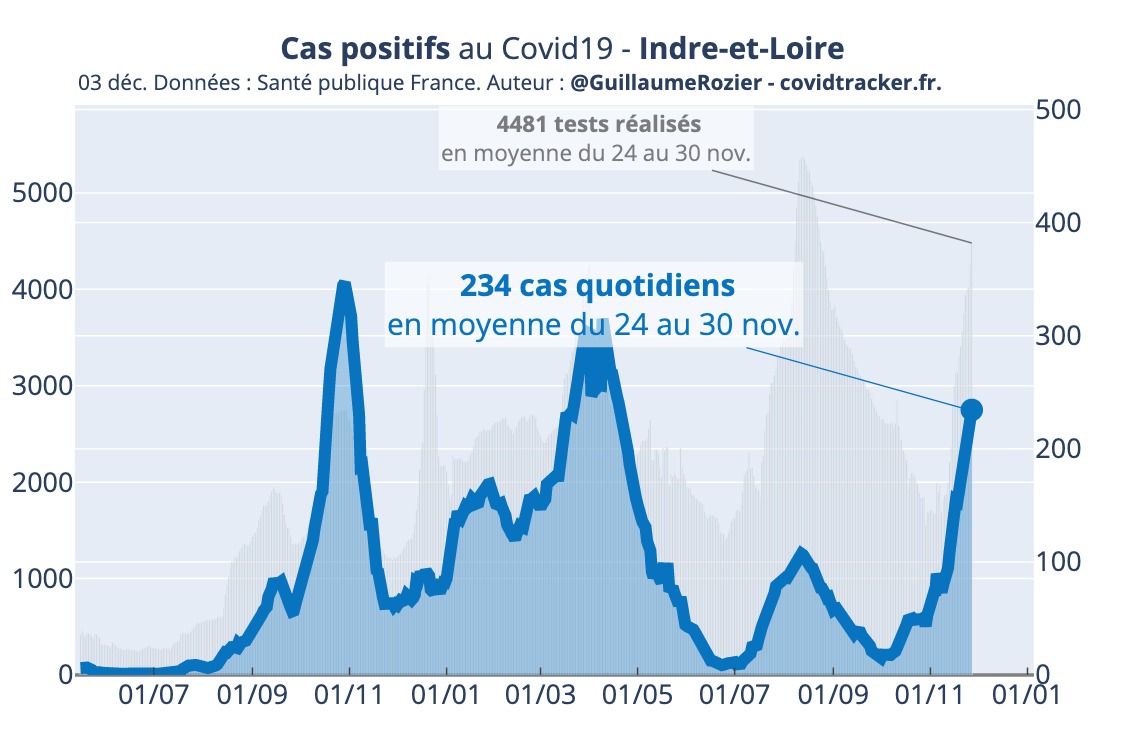 Cas positifs au Covid19 - Indre-et-Loire
03 déc. Données : Santé publique France. Auteur : @GuillaumeRozier - covidtracker.fr.
4481 tests réalisés
en moyenne du 24 au 30 nov.
234 cas quotidiens
en moyenne du 24 au 30 nov.
5000
4000
3000
2000
1000
0
500
400
300
200
100
0
01/07 01/09 01/11 01/01 01/03 01/05 01/07 01/09 01/11 01/01